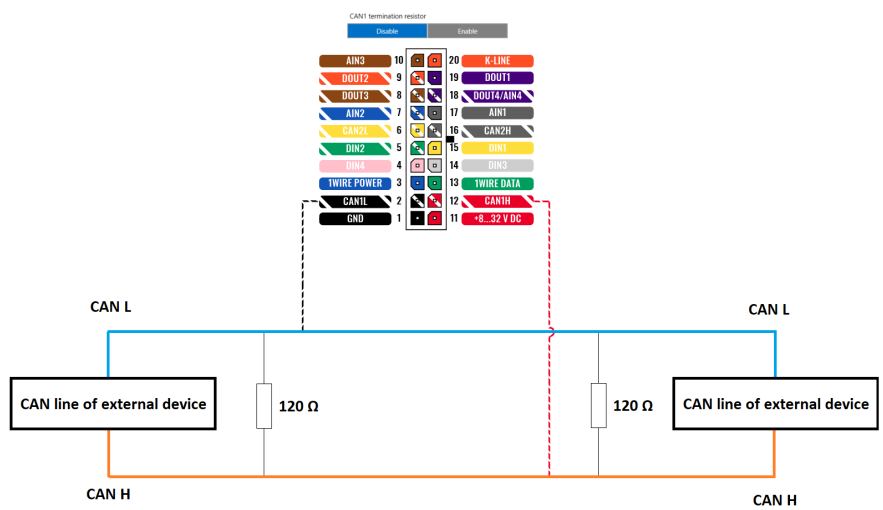 CAN1 termination resistor
Disable Enable
AIN3 10 20 K-LINE
DOUT2 9 19 DOUT1
DOUT3 8 18 DOUT4/AIN4
AIN2 7 17 AIN1
CAN2L 6 16 CAN2H
DIN2 5 15 DIN1
DIN4 4 14 DIN3
1WIRE POWER 3 13 1WIRE DATA
CAN1L 2 12 CAN1H
GND 1 11 +8...32 V DC
CAN L CAN L
CAN line of external device 120 Ω 120 Ω CAN line of external device
CAN H CAN H